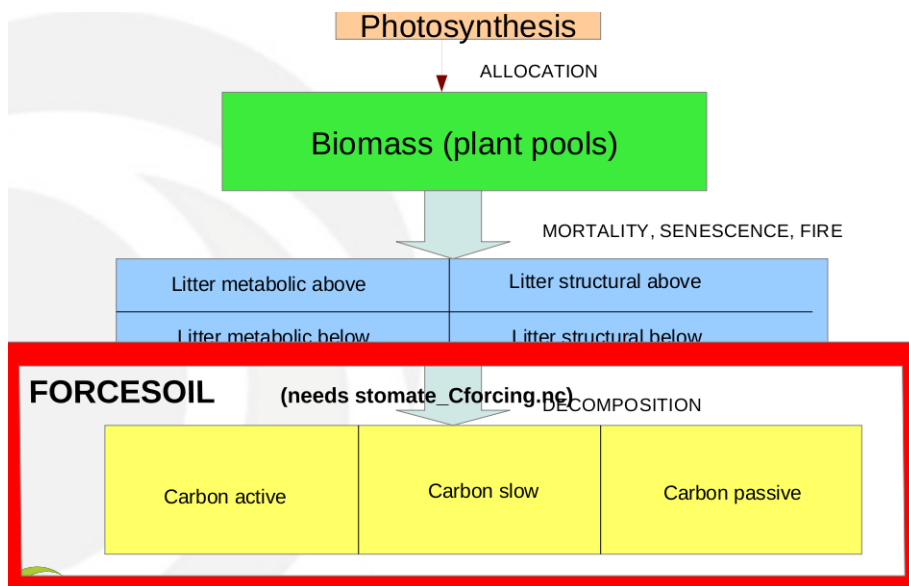 Photosynthesis
ALLOCATION
Biomass (plant pools)
MORTALITY, SENESCENCE, FIRE
Litter metabolic above
Litter structural above
Litter metabolic below
Litter structural below
FORCESOIL
(needs stomate_Cforcing.nc)
DECOMPOSITION
Carbon active
Carbon slow
Carbon passive